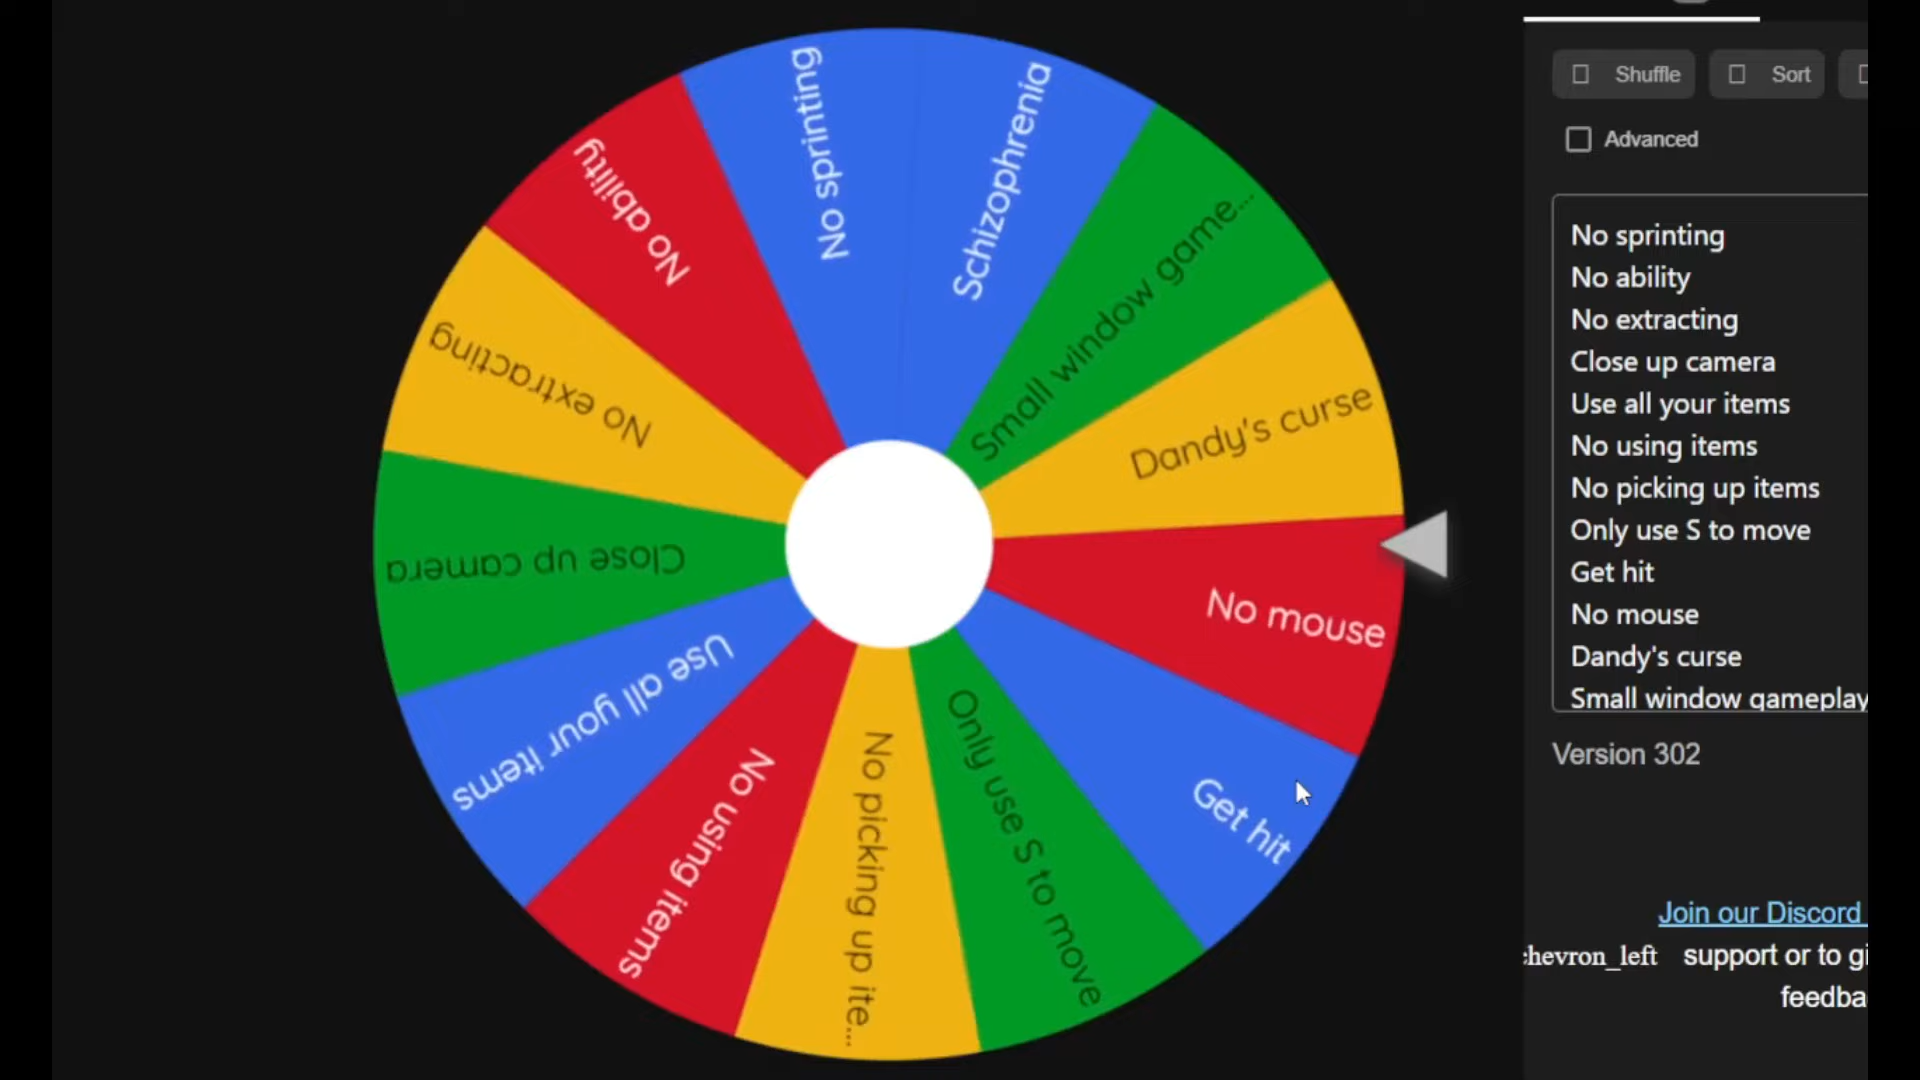 No sprinting
Schizophrenia
Small window game...
Dandy's curse
No mouse
Get hit
Only use S to move
No picking up ite...
No using items
Use all your items
Close up camera
No extracting
No ability
Shuffle
Sort
Advanced
No sprinting
No ability
No extracting
Close up camera
Use all your items
No using items
No picking up items
Only use S to move
Get hit
No mouse
Dandy's curse
Small window gameplay
Version 302
Join our Discord
chevron_left support or to gi
feedba